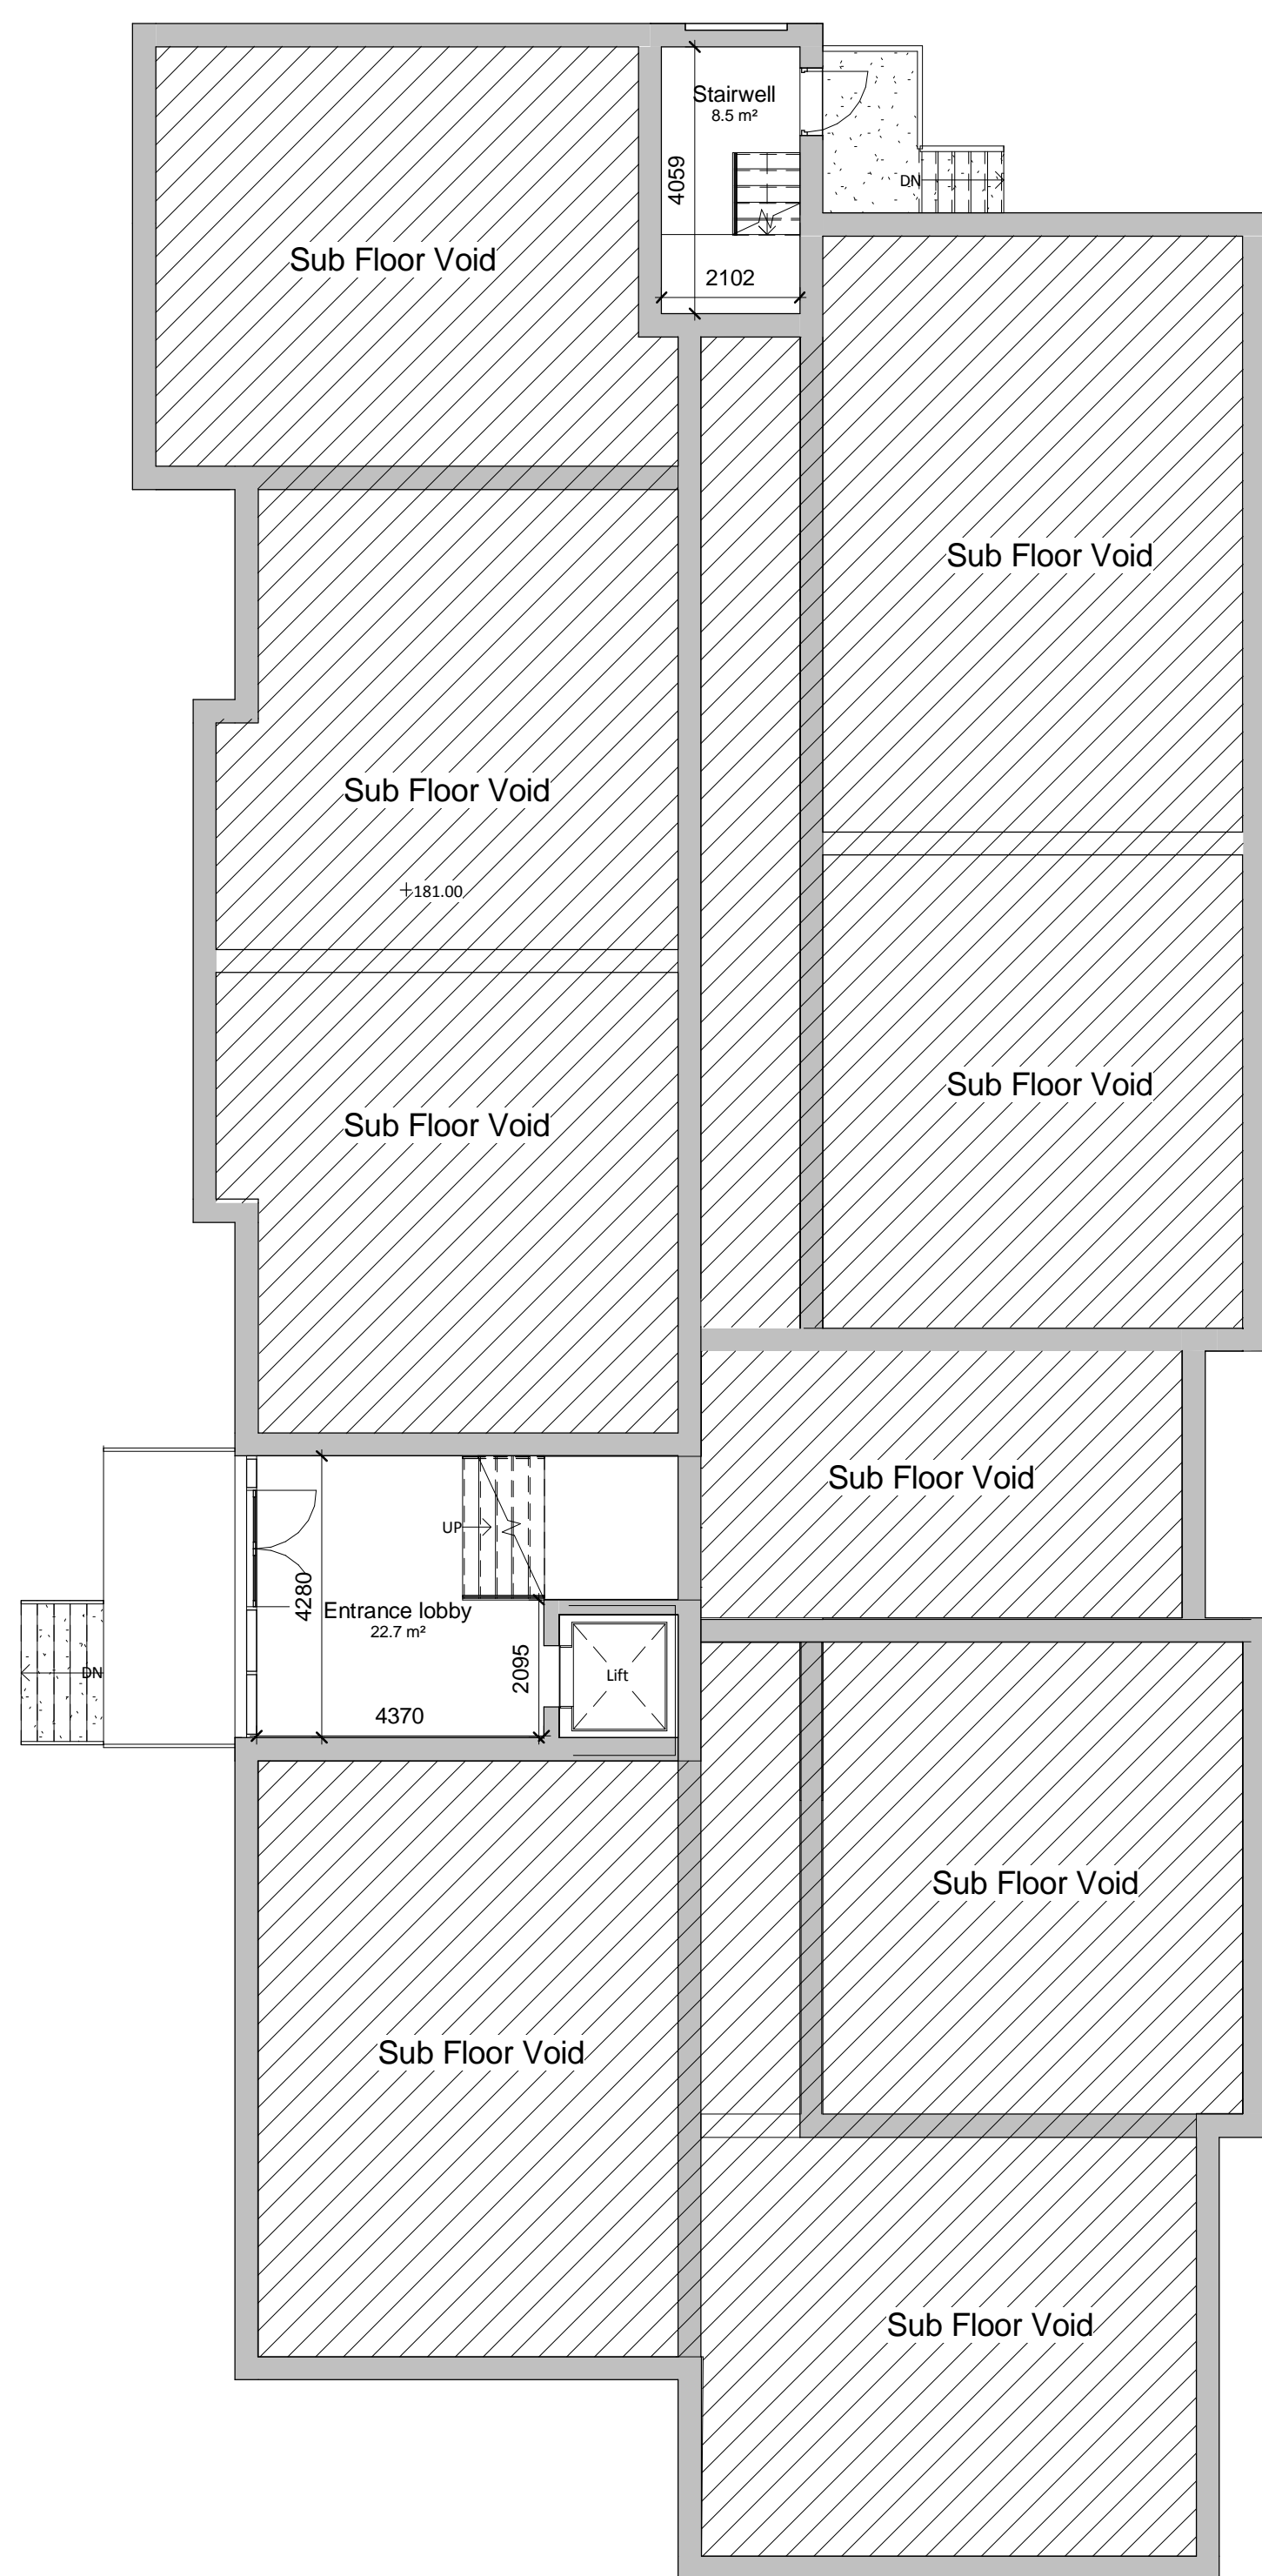 Stairwell
8.5 m²
4059
DN
2102
Sub Floor Void
Sub Floor Void
Sub Floor Void
+181.00
Sub Floor Void
Sub Floor Void
Sub Floor Void
UP
4280
Entrance lobby
22.7 m²
2095
Lift
DN
4370
Sub Floor Void
Sub Floor Void
Sub Floor Void